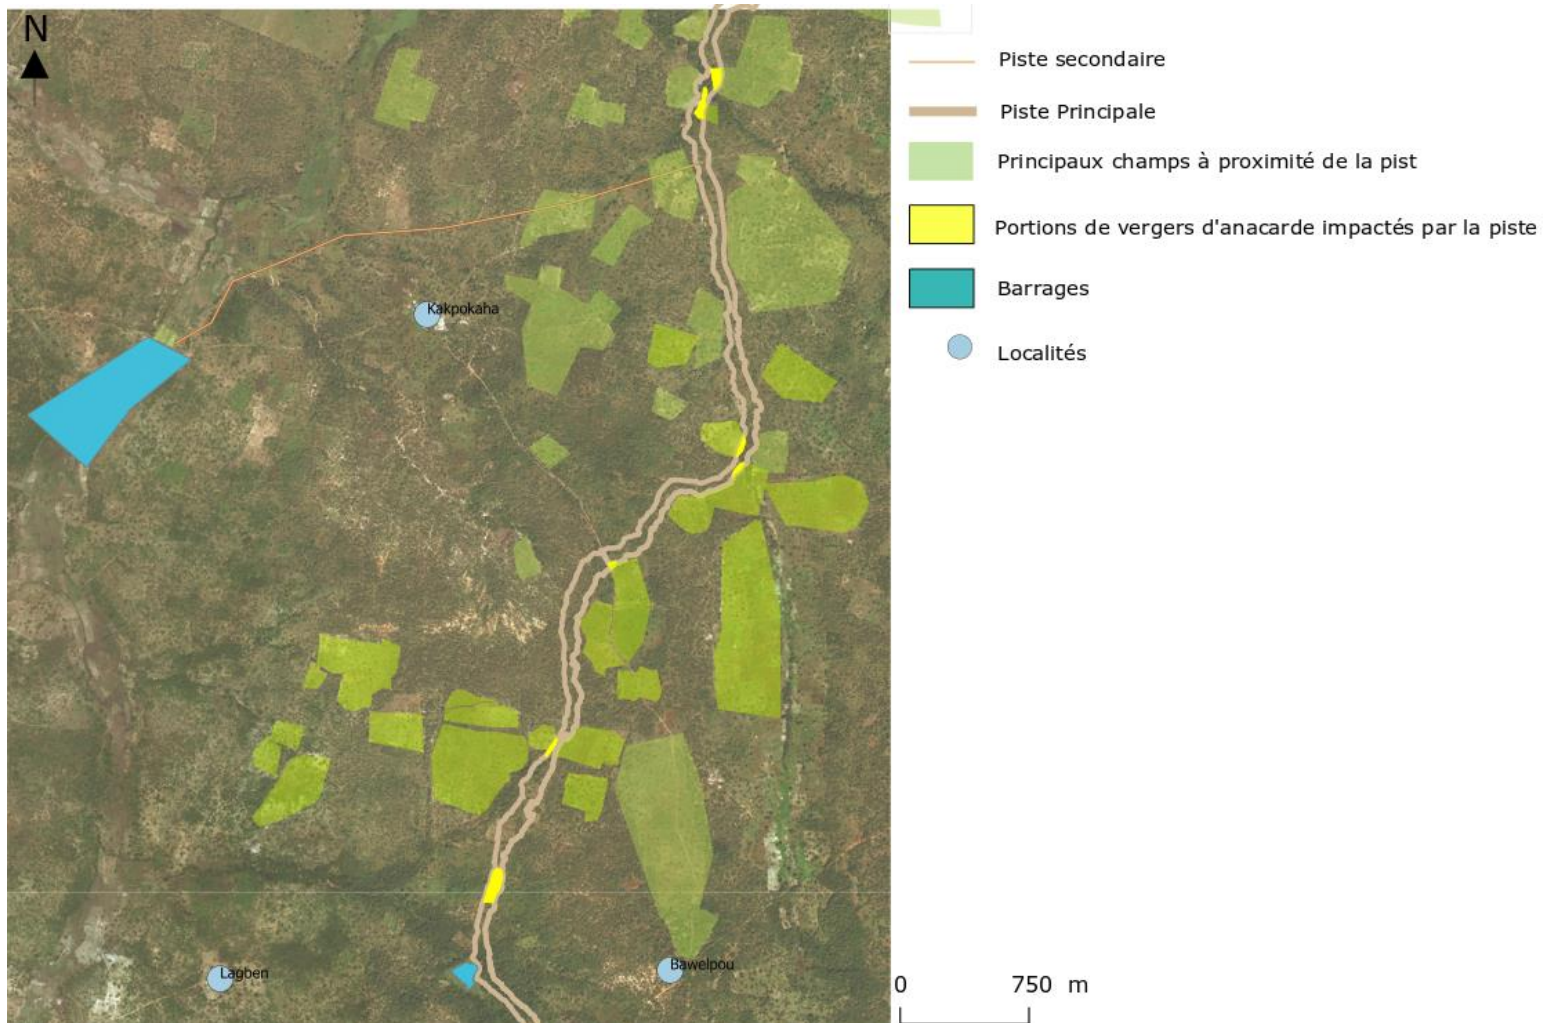 N
Piste secondaire
Piste Principale
Principaux champs à proximité de la pist
Portions de vergers d'anacarde impactés par la piste
Barrages
Localités
Kakpokaha
Lagben
Bawelpou
0 750 m